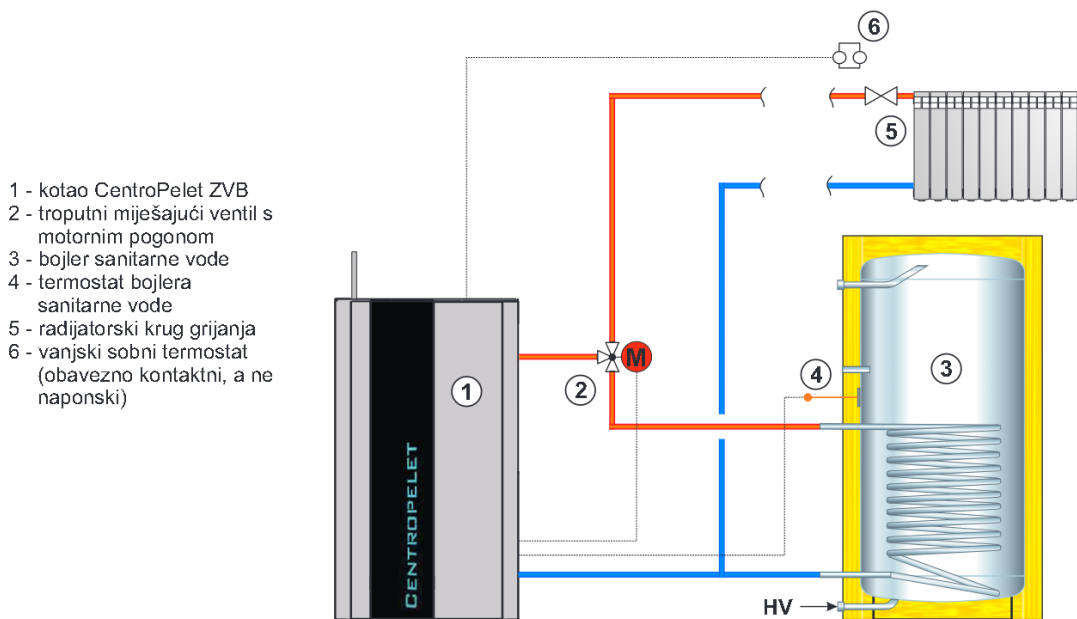 1 - kotao CentroPelet ZVB
2 - troputni miješajući ventil s
motornim pogonom
3 - bojler sanitarne vode
4 - termostat bojlera
sanitarne vode
5 - radijatorski krug grijanja
6 - vanjski sobni termostat
(obavezno kontaktni, a ne
naponski)
6
5
M
2
1
4
3
CENTROPELET
HV